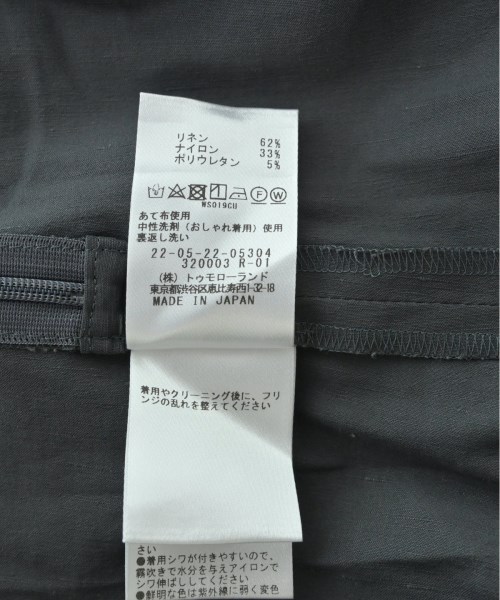 リネン 62%
ナイロン 33%
ポリウレタン 5%
F W
WS019CU
あて布使用
中性洗剤(おしゃれ着用)使用
裏返し洗い
22-05-22-05304
320003 R-01
(株)トゥモローランド
東京都渋谷区恵比寿西1-32-18
MADE IN JAPAN
着用やクリーニング後に、フリ
ンジの乱れを整えてください
さい
●着用シワが付きやすいので、
霧吹きで水分を与えアイロンで
シワ伸ばししてください
●鮮明な色は紫外線に弱く変色